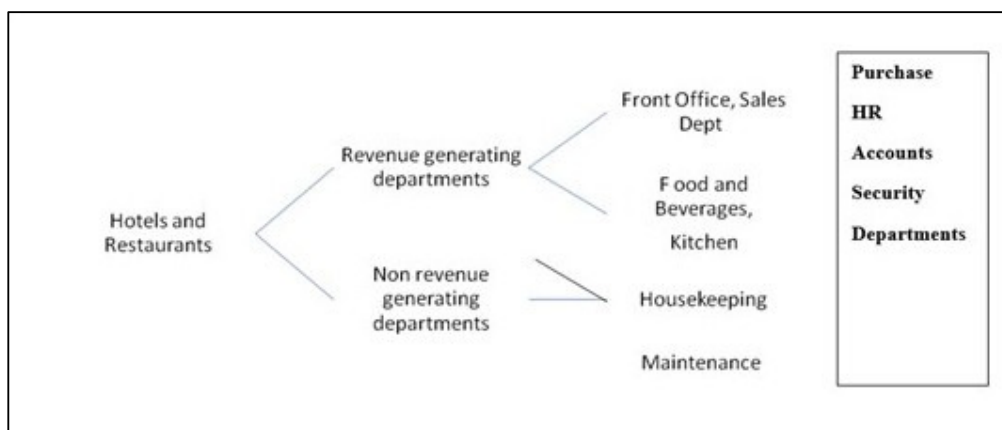 Hotels and
Restaurants
Revenue generating
departments
Non revenue
generating
departments
Front Office, Sales
Dept
F ood and
Beverages,
Kitchen
Housekeeping
Maintenance
Purchase
HR
Accounts
Security
Departments